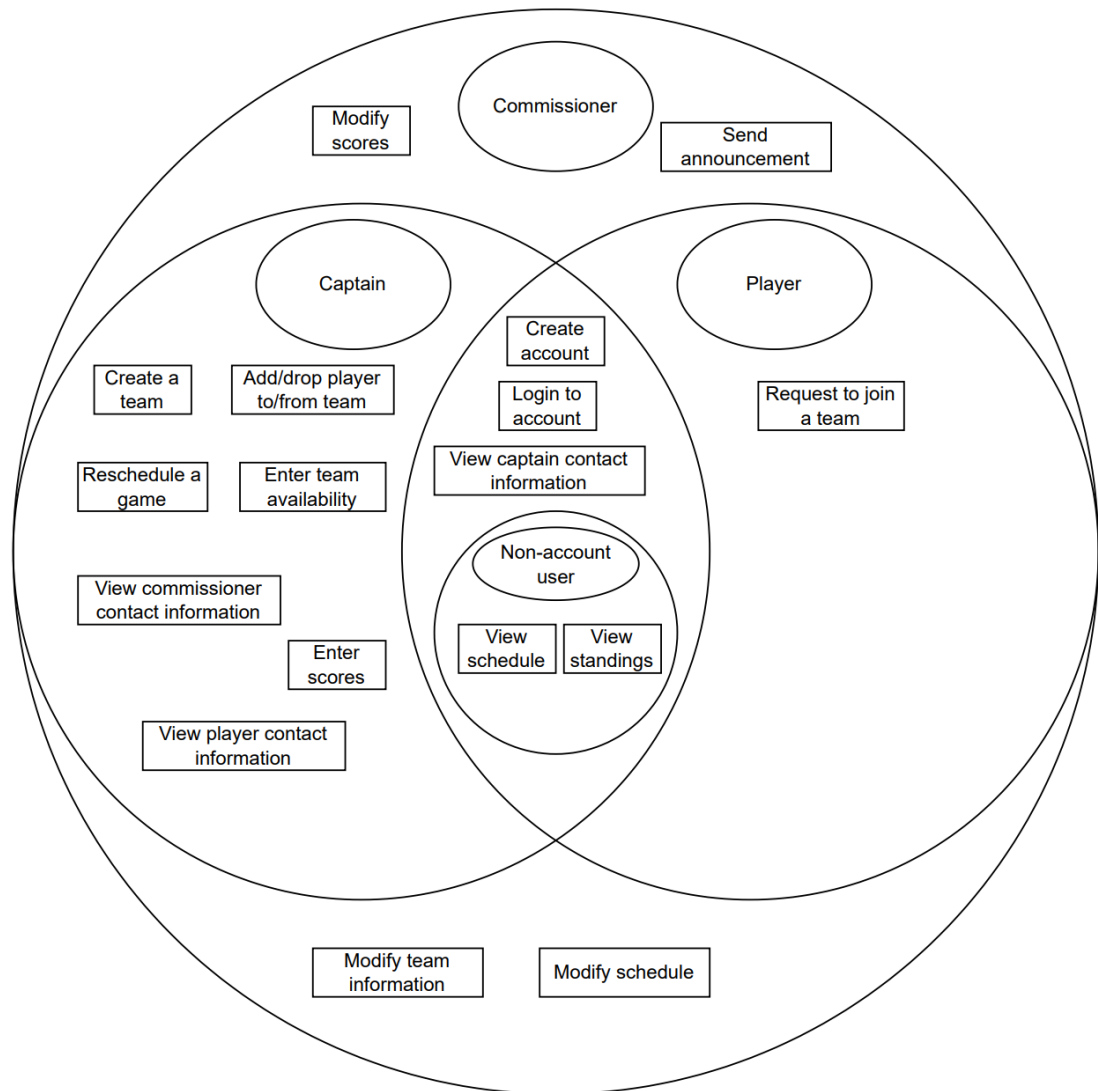 Commissioner
Modify
scores
Send
announcement
Captain
Player
Create
account
Create a
team
Add/drop player
to/from team
Login to
account
Request to join
a team
View captain contact
information
Reschedule a
game
Enter team
availability
Non-account
user
View commissioner
contact information
View
schedule
View
standings
Enter
scores
View player contact
information
Modify team
information
Modify schedule